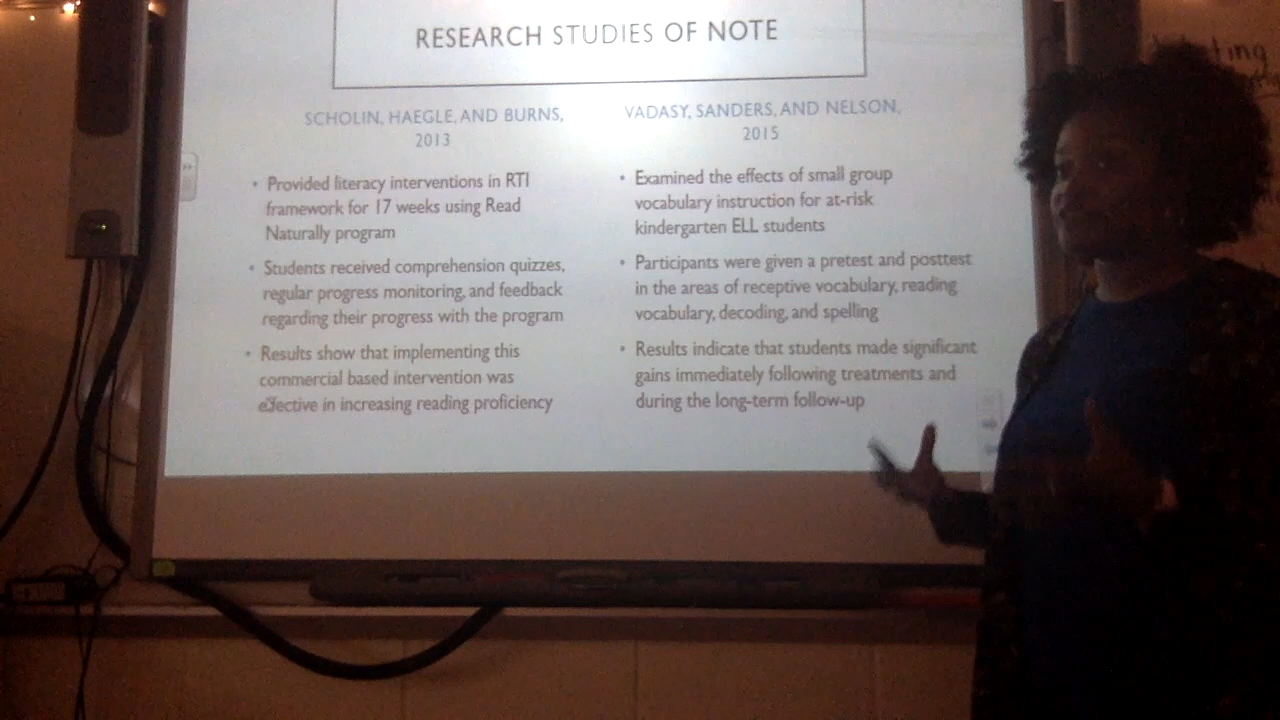 RESEARCH STUDIES OF NOTE
SCHOLIN, HAEGLE, AND BURNS,
2013
• Provided literacy interventions in RTI
framework for 17 weeks using Read
Naturally program
• Students received comprehension quizzes,
regular progress monitoring, and feedback
regarding their progress with the program
• Results show that implementing this
commercial based intervention was
effective in increasing reading proficiency
VADASY, SANDERS, AND NELSON,
2015
• Examined the effects of small group
vocabulary instruction for at-risk
kindergarten ELL students
• Participants were given a pretest and posttest
in the areas of receptive vocabulary, reading
vocabulary, decoding, and spelling
• Results indicate that students made significant
gains immediately following treatments and
during the long-term follow-up